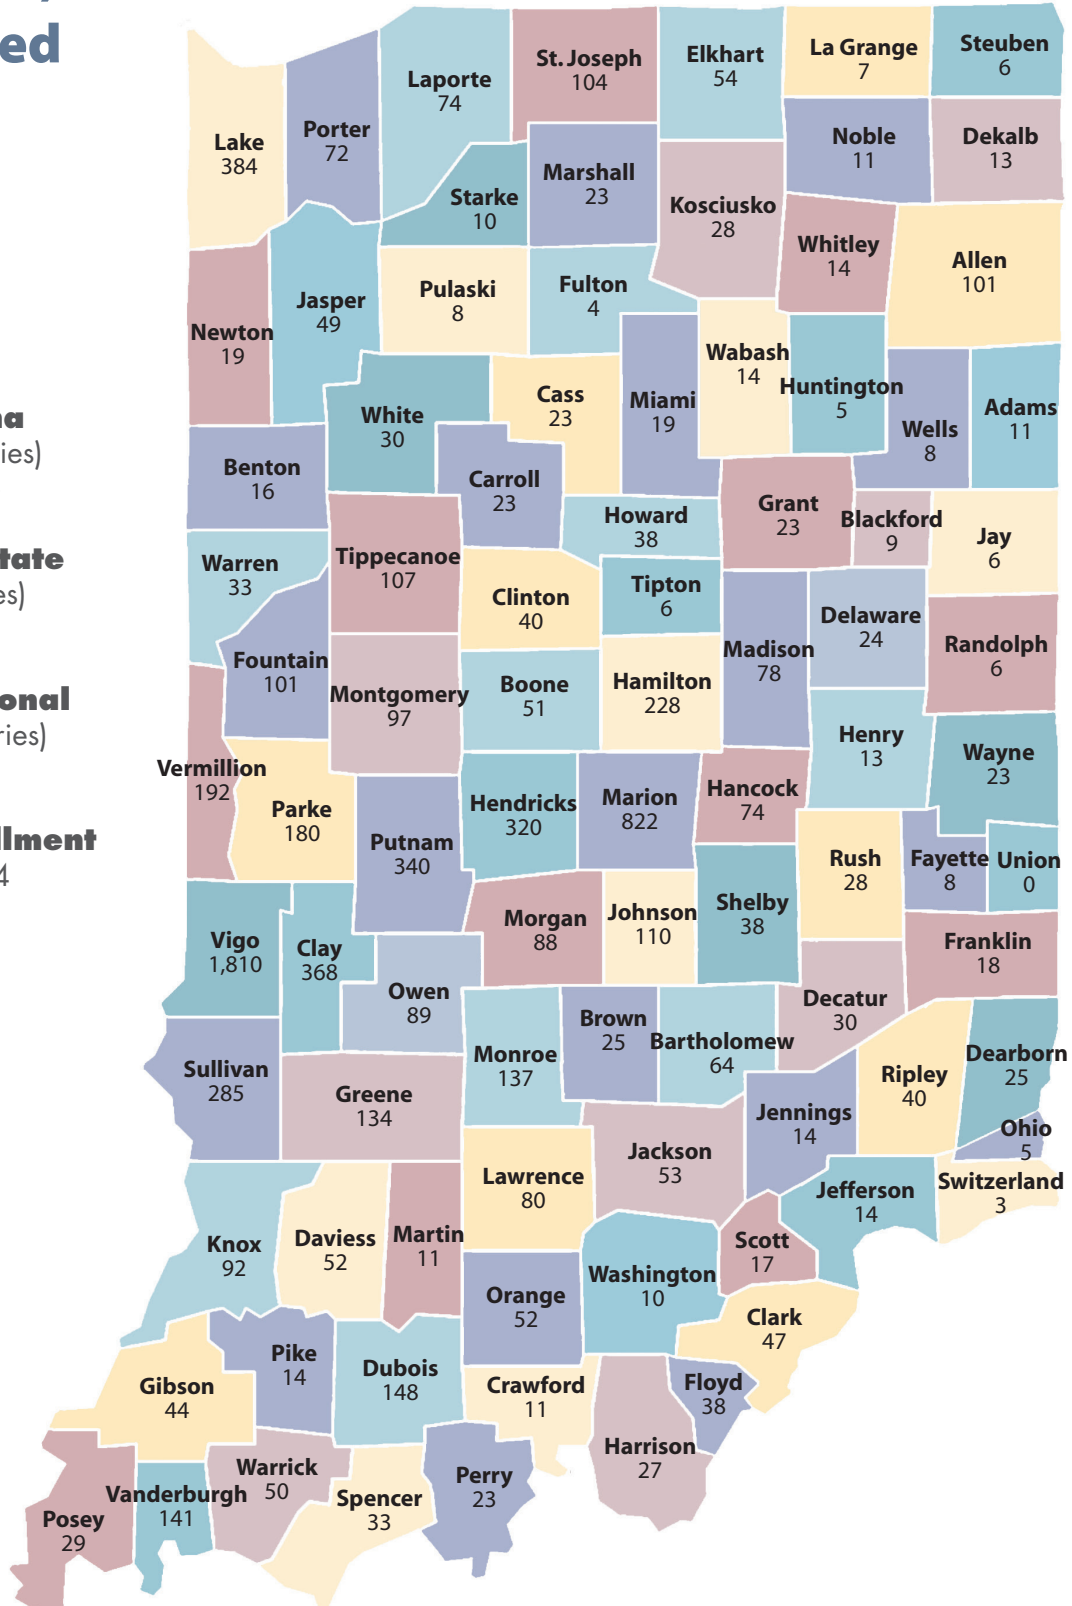 ed
St. Joseph
104
Elkhart
54
La Grange
7
Steuben
6
Laporte
74
Lake
384
Porter
72
Noble
11
Dekalb
13
Marshall
23
Starke
10
Kosciusko
28
Whitley
14
Allen
101
Pulaski
8
Fulton
4
Jasper
49
Newton
19
Wabash
14
Huntington
5
Cass
23
Miami
19
White
30
Wells
8
Adams
11
na
ies)
Benton
16
Carroll
23
Howard
38
Grant
23
Blackford
9
Jay
6
tate
es)
Warren
33
Tippecanoe
107
Clinton
40
Tipton
6
Delaware
24
Randolph
6
Fountain
101
Montgomery
97
Boone
51
Hamilton
228
Madison
78
onal
ries)
Henry
13
Wayne
23
Vermillion
192
Parke
180
Hendricks
320
Marion
822
Hancock
74
llment
4
Putnam
340
Rush
28
Fayette
8
Union
0
Morgan
88
Johnson
110
Shelby
38
Vigo
1,810
Clay
368
Franklin
18
Owen
89
Decatur
30
Brown
25
Bartholomew
64
Monroe
137
Dearborn
25
Sullivan
285
Greene
134
Ripley
40
Jennings
14
Ohio
5
Jackson
53
Lawrence
80
Jefferson
14
Switzerland
3
Knox
92
Daviess
52
Martin
11
Scott
17
Washington
10
Orange
52
Clark
47
Pike
14
Dubois
148
Gibson
44
Crawford
11
Floyd
38
Harrison
27
Warrick
50
Perry
23
Vanderburgh
141
Spencer
33
Posey
29